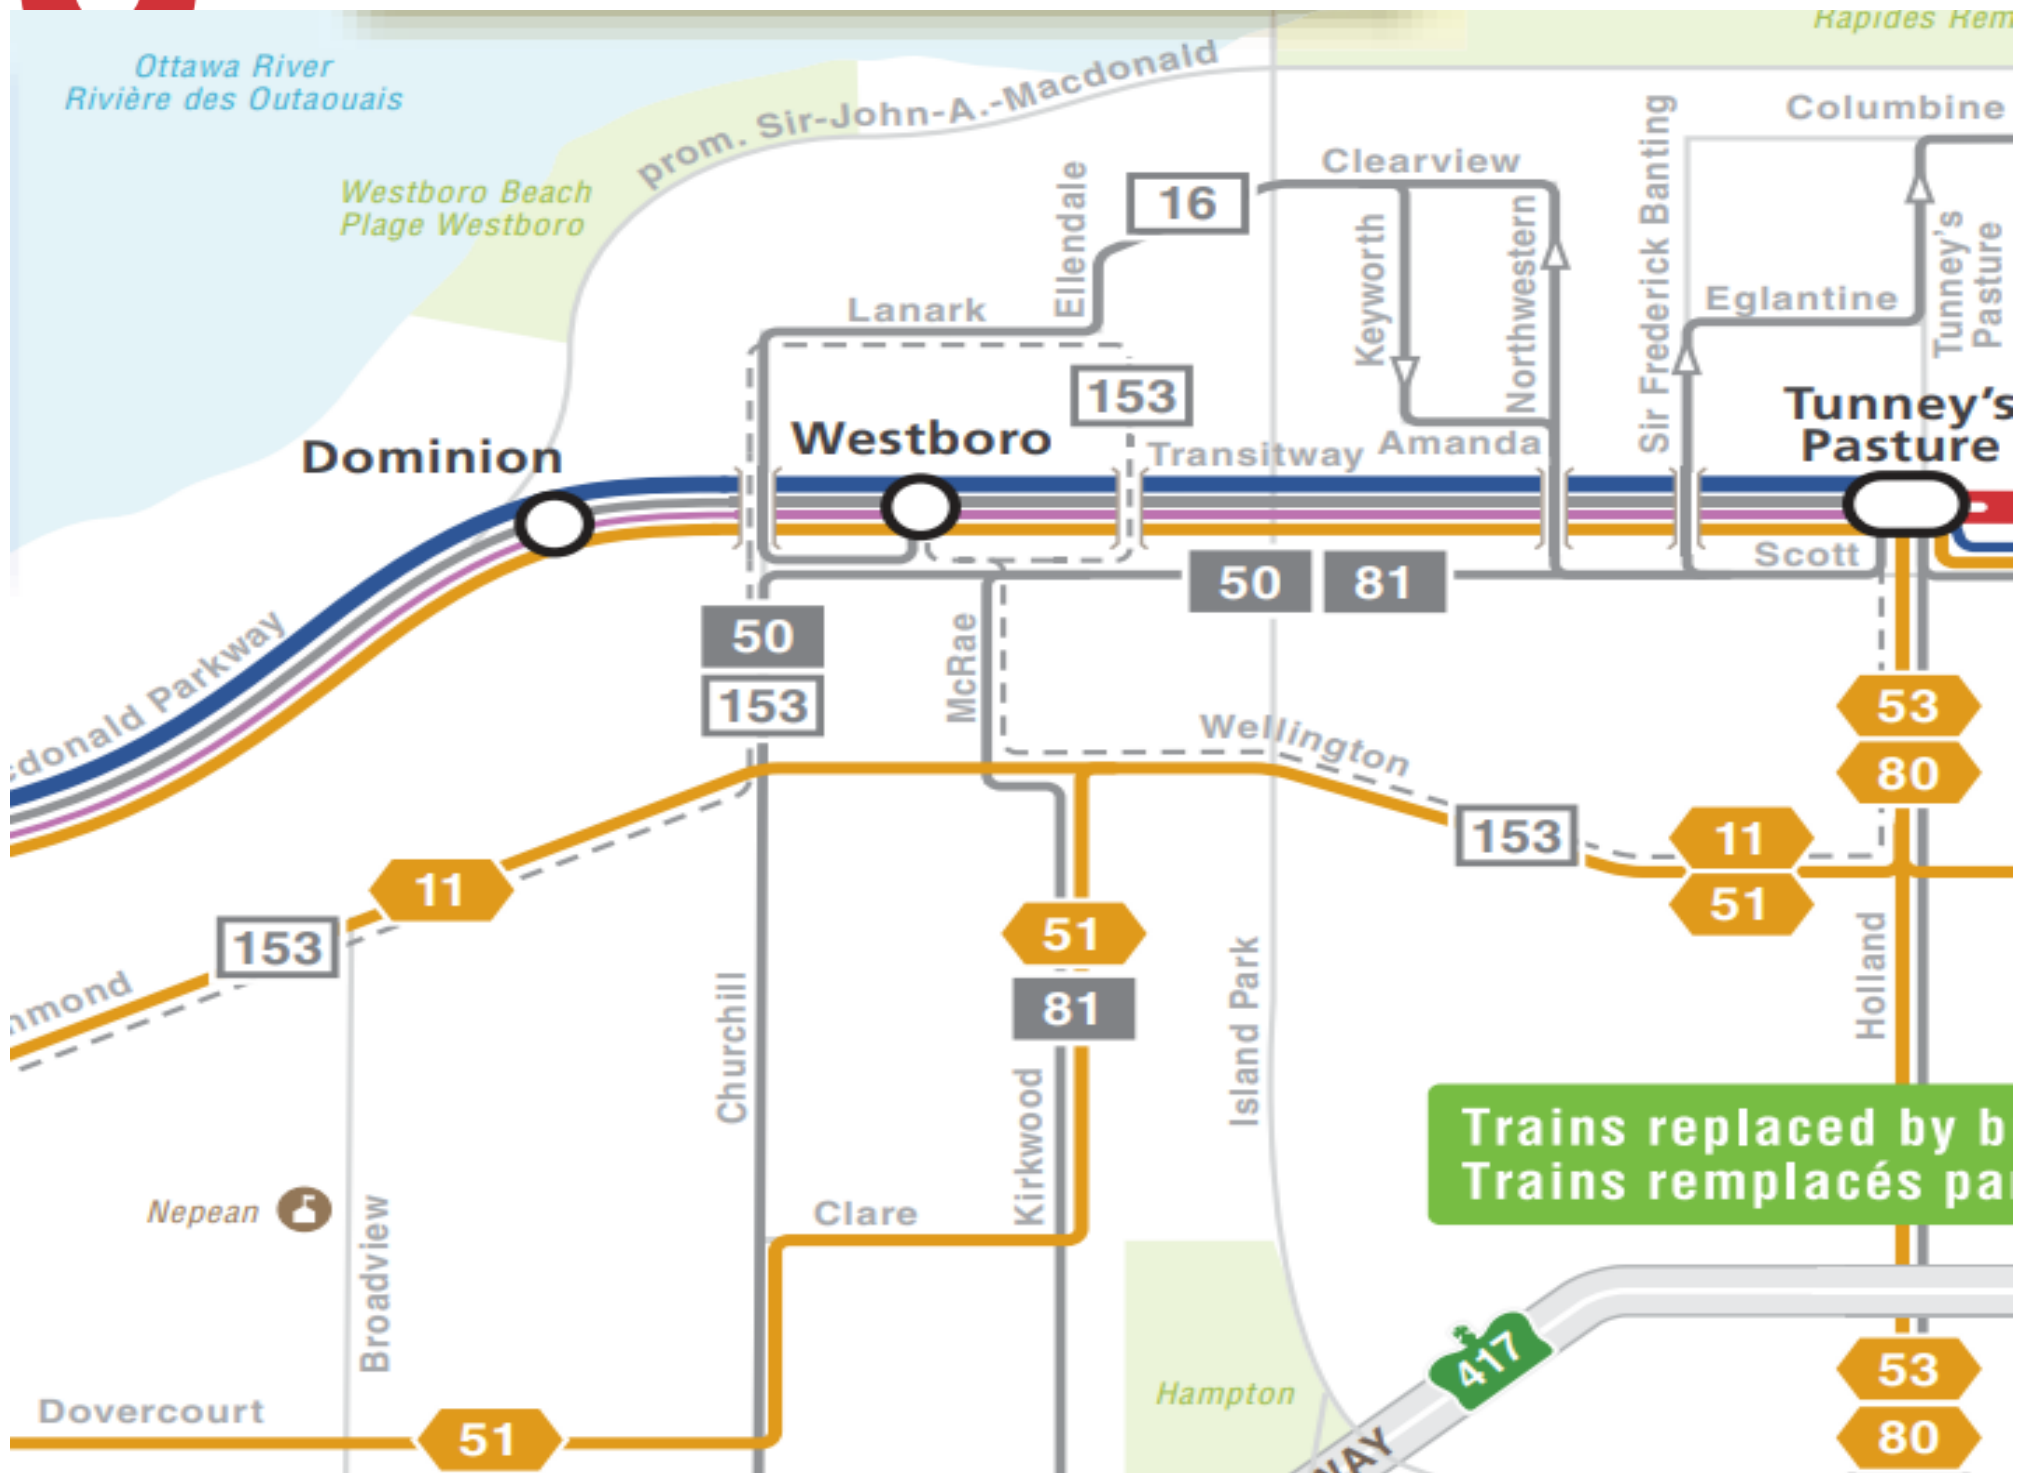 Ottawa River
Rivière des Outaouais
Westboro Beach
Plage Westboro
prom. Sir-John-A.-Macdonald
Columbine
Clearview
Ellendale
16
Keyworth
Northwestern
Sir Frederick Banting
Eglantine
Tunney's
Pasture
Lanark
153
Dominion
Westboro
Transitway
Amanda
Tunney's
Pasture
Scott
50
81
50
153
McRae
Wellington
53
80
Parkway
11
153
153
11
51
51
81
Churchill
Kirkwood
Island Park
Holland
Trains replaced by b
Trains remplacés pa
Nepean
Broadview
Clare
Hampton
417
53
80
Dovercourt
51